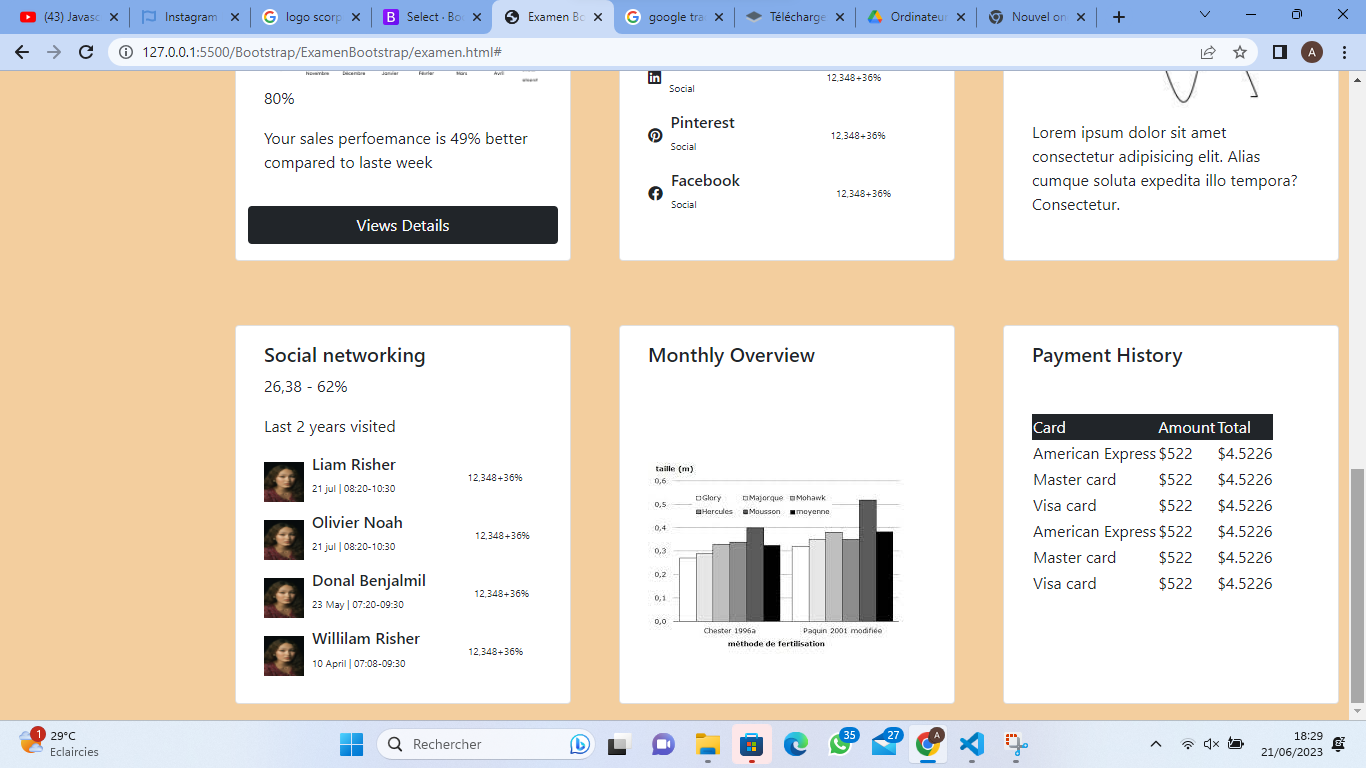 (43) Javasc
Instagram
logo scorp
Select · Bo
Examen Bo
google tra
Télécharge
Ordinateur
Nouvel on
127.0.0.1:5500/Bootstrap/ExamenBootstrap/examen.html#
A
Novembre Décembre Janvier Février Mars Avril
80%
Your sales perfoemance is 49% better
compared to laste week
Views Details
12,348+36%
Social
Pinterest
Social
12,348+36%
Facebook
Social
12,348+36%
Lorem ipsum dolor sit amet
consectetur adipisicing elit. Alias
cumque soluta expedita illo tempora?
Consectetur.
Social networking
26,38 - 62%
Last 2 years visited
Liam Risher
21 jul | 08:20-10:30
12,348+36%
Olivier Noah
21 jul | 08:20-10:30
12,348+36%
Donal Benjalmil
23 May | 07:20-09:30
12,348+36%
Willilam Risher
10 April | 07:08-09:30
12,348+36%
Monthly Overview
taille (m)
0,6
0,5
0,4
0,3
0,2
0,1
0,0
Glory Majorque Mohawk
Hercules Mousson moyenne
Chester 1996a Paquin 2001 modifiée
méthode de fertilisation
Payment History
Card Amount Total
American Express $522 $4.5226
Master card $522 $4.5226
Visa card $522 $4.5226
American Express $522 $4.5226
Master card $522 $4.5226
Visa card $522 $4.5226
1
29°C
Eclaircies
Rechercher
35
27
A
18:29
21/06/2023